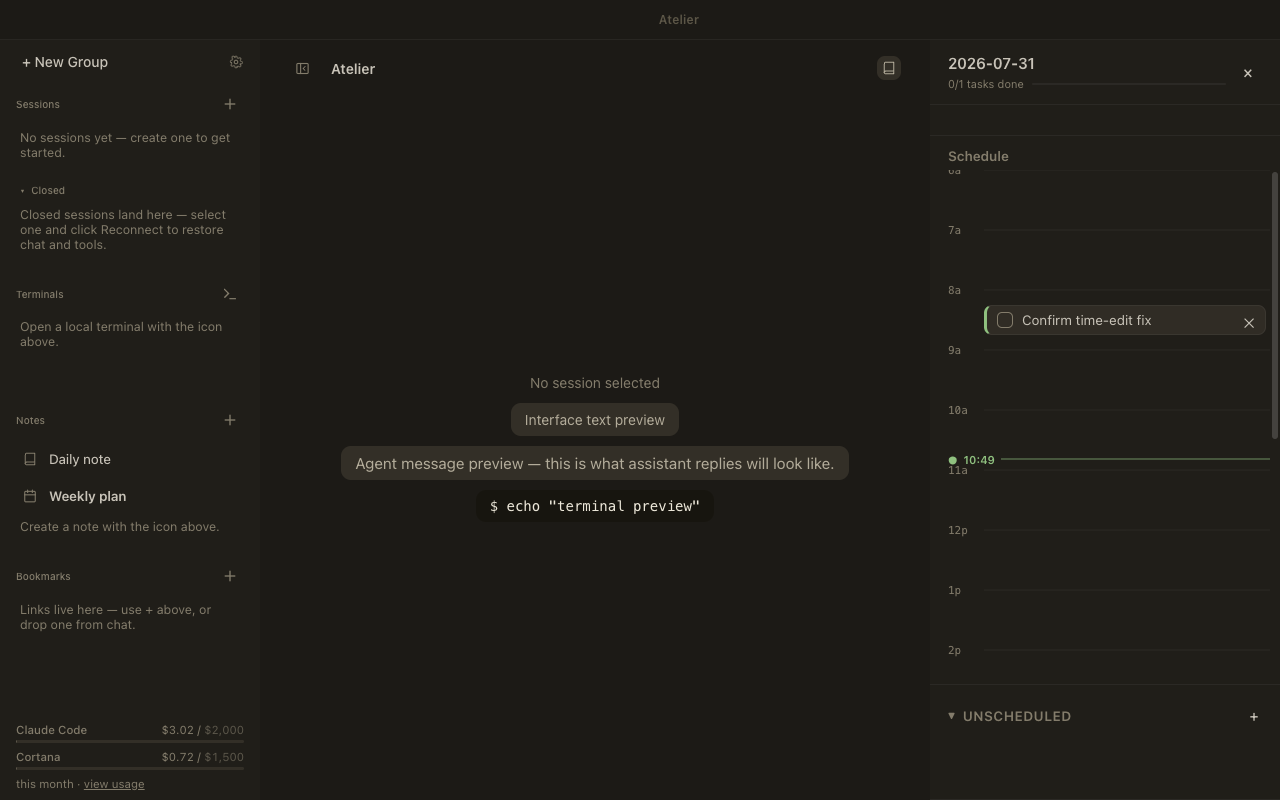 Atelier
+ New Group
Sessions
No sessions yet — create one to get
started.
Closed
Closed sessions land here — select
one and click Reconnect to restore
chat and tools.
Terminals
Open a local terminal with the icon
above.
Notes
Daily note
Weekly plan
Create a note with the icon above.
Bookmarks
Links live here — use + above, or
drop one from chat.
Claude Code $3.02 / $2,000
Cortana $0.72 / $1,500
this month · view usage
Atelier
No session selected
Interface text preview
Agent message preview — this is what assistant replies will look like.
$ echo "terminal preview"
2026-07-31
0/1 tasks done
Schedule
6a
7a
8a
Confirm time-edit fix
9a
10a
10:49
11a
12p
1p
2p
UNSCHEDULED